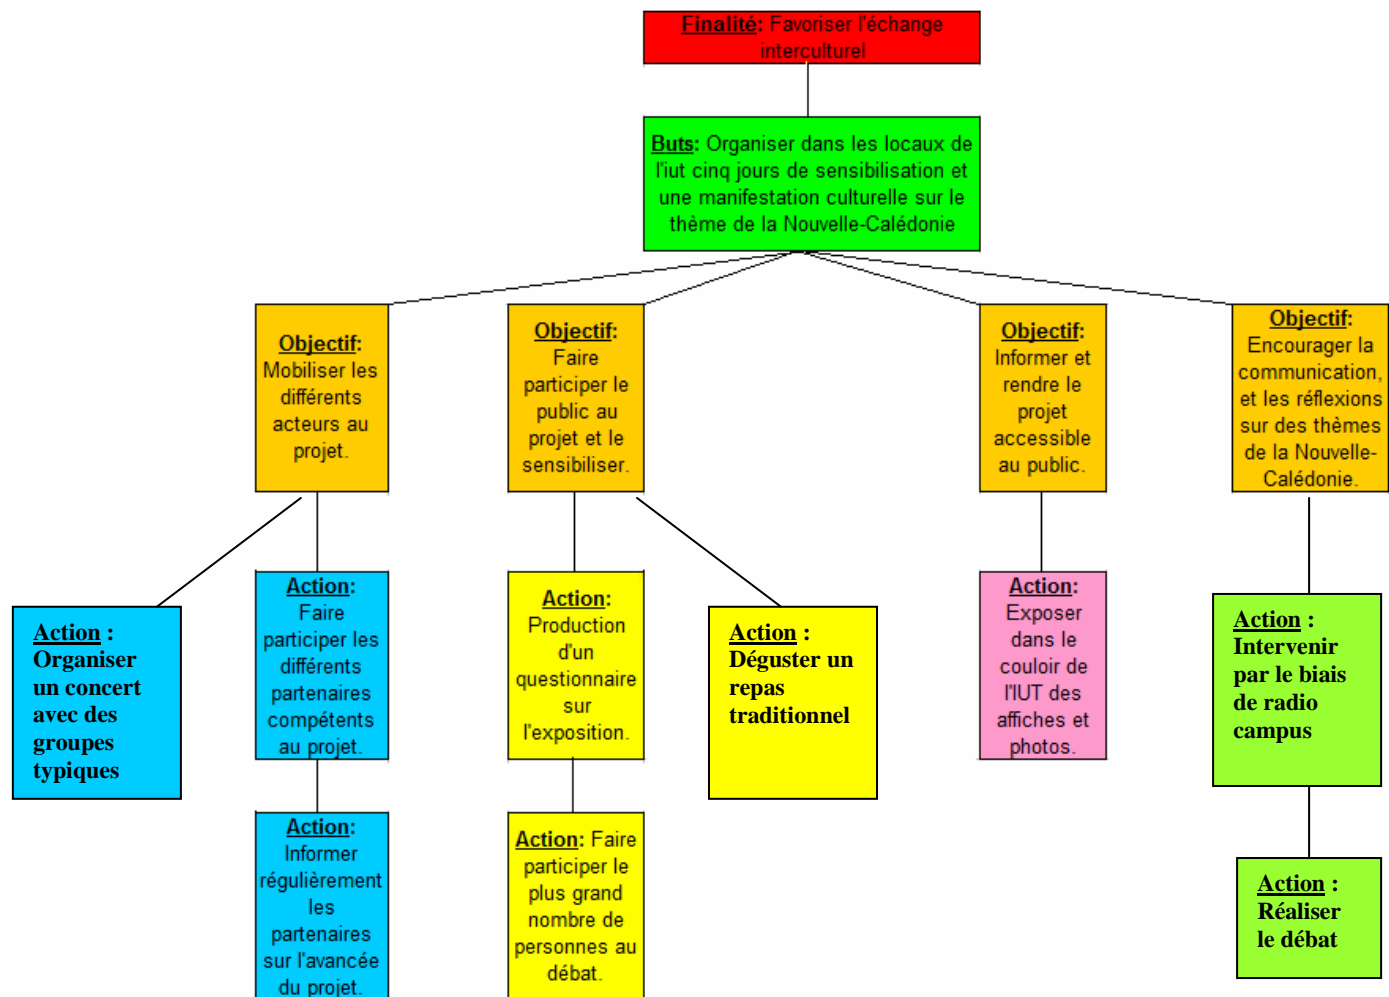 Finalité: Favoriser l'échange
interculturel
Buts: Organiser dans les locaux de
l'iut cinq jours de sensibilisation et
une manifestation culturelle sur le
thème de la Nouvelle-Calédonie
Objectif:
Mobiliser les
différents
acteurs au
projet.
Objectif:
Faire
participer le
public au
projet et le
sensibiliser.
Objectif:
Informer et
rendre le
projet
accessible
au public.
Objectif:
Encourager la
communication,
et les réflexions
sur des thèmes
de la Nouvelle-
Calédonie.
Action :
Organiser
un concert
avec des
groupes
typiques
Action:
Faire
participer les
différents
partenaires
compétents
au projet.
Action:
Production
d'un
questionnaire
sur
l'exposition.
Action :
Déguster un
repas
traditionnel
Action:
Exposer
dans le
couloir de
l'IUT des
affiches et
photos.
Action :
Intervenir
par le biais
de radio
campus
Action:
Informer
régulièrement
les
partenaires
sur l'avancée
du projet.
Action: Faire
participer le
plus grand
nombre de
personnes au
débat.
Action :
Réaliser
le débat